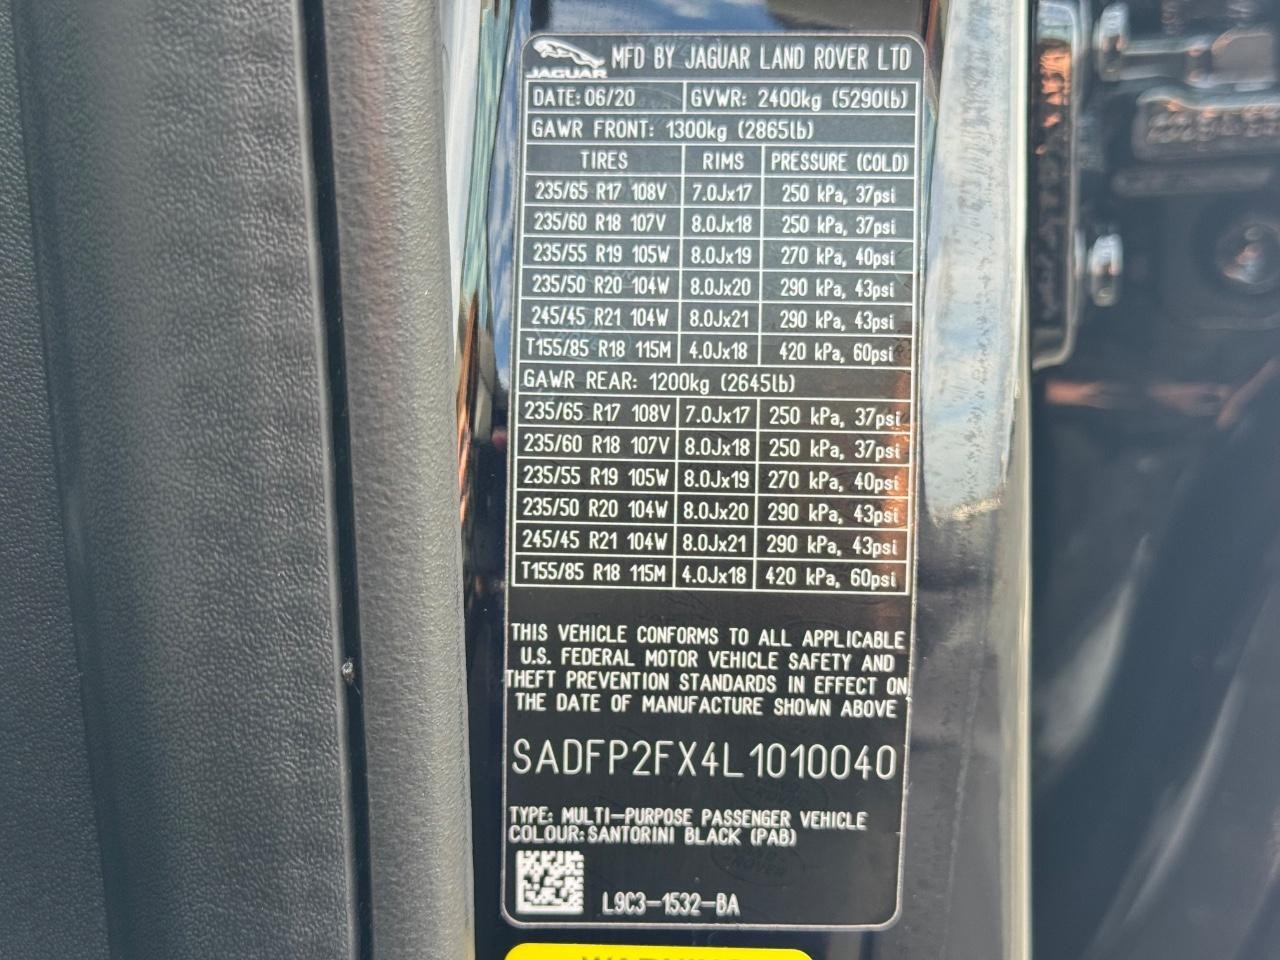 JAGUAR MFD BY JAGUAR LAND ROVER LTD
DATE: 06/20 GVWR: 2400kg (5290lb)
GAWR FRONT: 1300kg (2865lb)
TIRES RIMS PRESSURE (COLD)
235/65 R17 108V 7.0Jx17 250 kPa, 37psi
235/60 R18 107V 8.0Jx18 250 kPa, 37psi
235/55 R19 105W 8.0Jx19 270 kPa, 40psi
235/50 R20 104W 8.0Jx20 290 kPa, 43psi
245/45 R21 104W 8.0Jx21 290 kPa, 43psi
T155/85 R18 115M 4.0Jx18 420 kPa, 60psi
GAWR REAR: 1200kg (2645lb)
235/65 R17 108V 7.0Jx17 250 kPa, 37psi
235/60 R18 107V 8.0Jx18 250 kPa, 37psi
235/55 R19 105W 8.0Jx19 270 kPa, 40psi
235/50 R20 104W 8.0Jx20 290 kPa, 43psi
245/45 R21 104W 8.0Jx21 290 kPa, 43psi
T155/85 R18 115M 4.0Jx18 420 kPa, 60psi
THIS VEHICLE CONFORMS TO ALL APPLICABLE
U.S. FEDERAL MOTOR VEHICLE SAFETY AND
THEFT PREVENTION STANDARDS IN EFFECT ON
THE DATE OF MANUFACTURE SHOWN ABOVE
SADFP2FX4L1010040
TYPE: MULTI-PURPOSE PASSENGER VEHICLE
COLOUR: SANTORINI BLACK (PAB)
L9C3-1532-BA